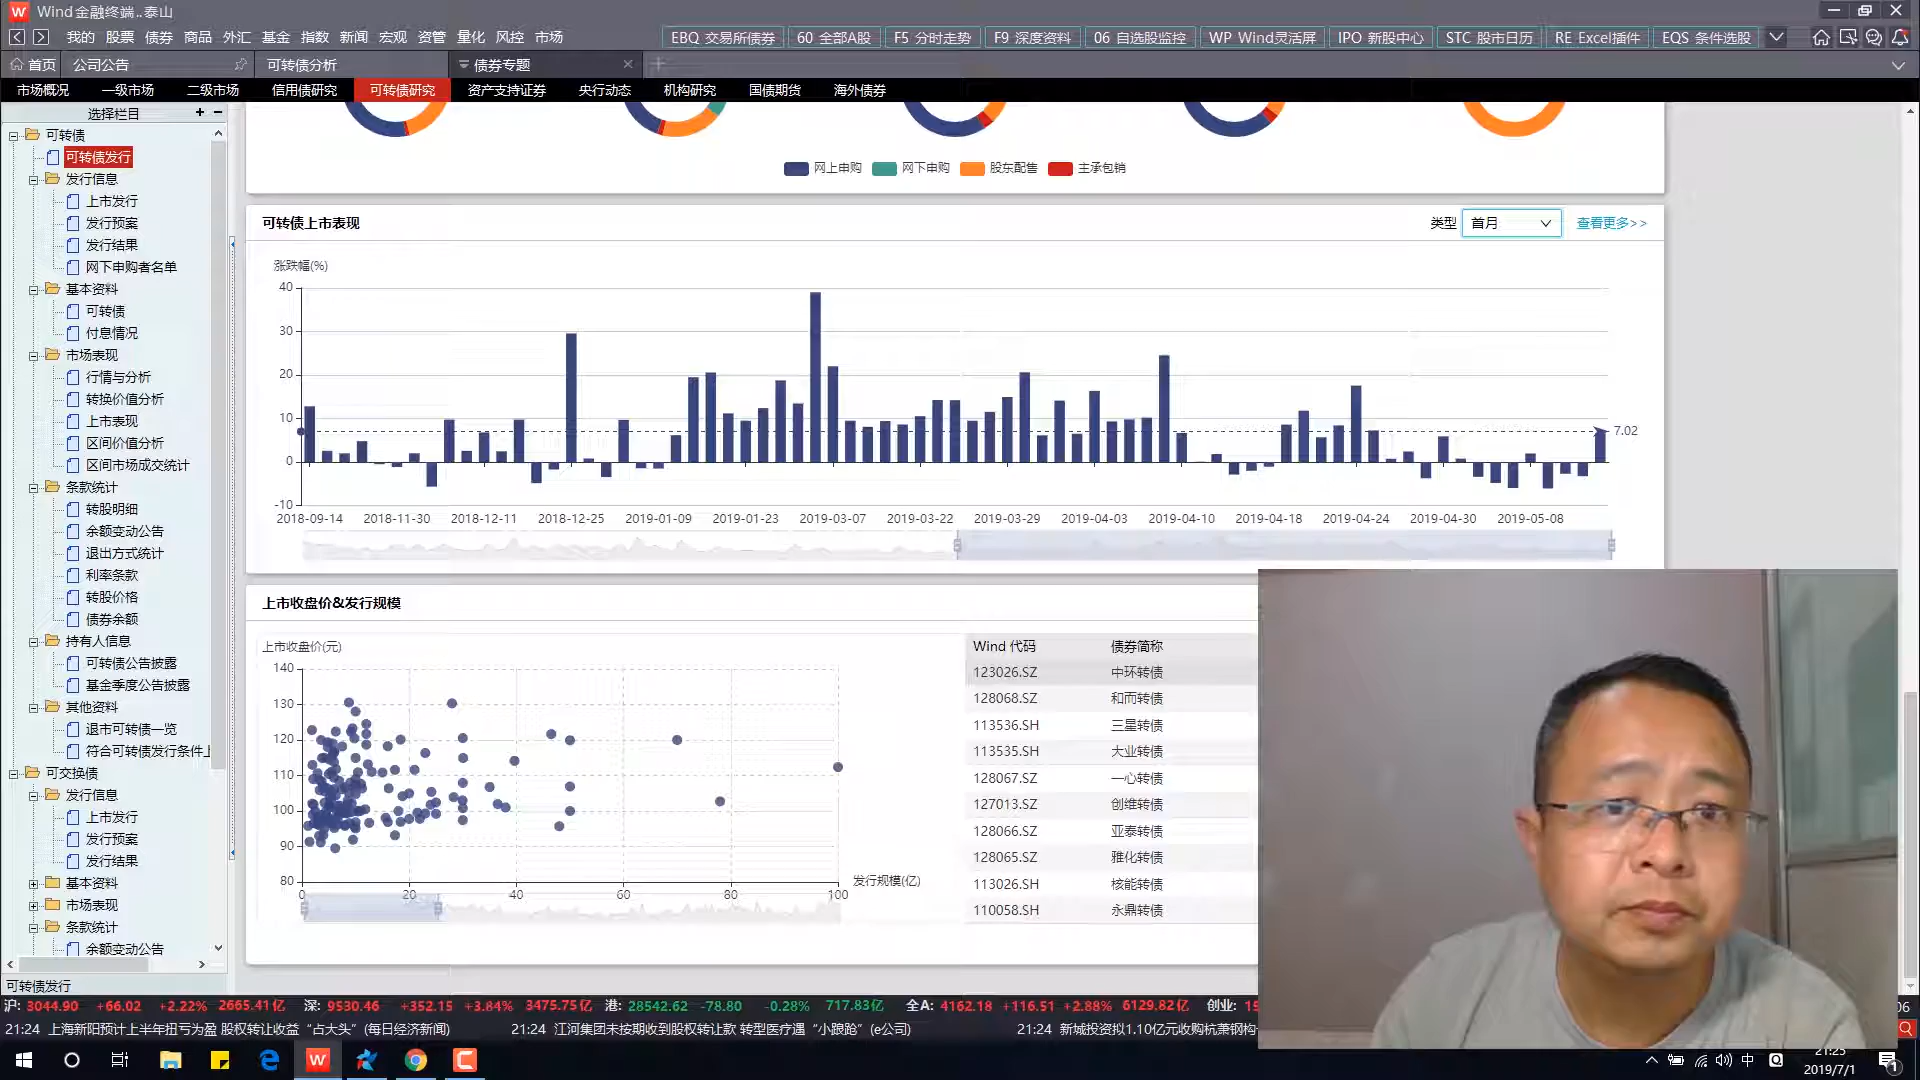 Wind金融终端..泰山
我的 股票 债券 商品 外汇 基金 指数 新闻 宏观 资管 量化 风控 市场
EBQ 交易所债券 60 全部A股 F5 分时走势 F9 深度资料 06 自选股监控 WP Wind灵活屏 IPO 新股中心 STC 股市日历 RE Excel插件 EQS 条件选股
首页 公司公告 可转债分析 债券专题
市场概况 一级市场 二级市场 信用债研究 可转债研究 资产支持证券 央行动态 机构研究 国债期货 海外债券
选择栏目
可转债
可转债发行
发行信息
上市发行
发行预案
发行结果
网下申购者名单
基本资料
可转债
付息情况
市场表现
行情与分析
转换价值分析
上市表现
区间价值分析
区间市场成交统计
条款统计
转股明细
余额变动公告
退出方式统计
利率条款
转股价格
债券余额
持有人信息
可转债公告披露
基金季度公告披露
其他资料
退市可转债一览
符合可转债发行条件上
可交换债
发行信息
上市发行
发行预案
发行结果
基本资料
市场表现
条款统计
余额变动公告
可转债发行
网上申购 网下申购 股东配售 主承包销
可转债上市表现
类型 首月 查看更多>>
涨跌幅(%)
40
30
20
10
0
-10
7.02
2018-09-14 2018-11-30 2018-12-11 2018-12-25 2019-01-09 2019-01-23 2019-03-07 2019-03-22 2019-03-29 2019-04-03 2019-04-10 2019-04-18 2019-04-24 2019-04-30 2019-05-08
上市收盘价&发行规模
上市收盘价(元)
140
130
120
110
100
90
80
0 20 40 60 80 100
发行规模(亿)
Wind 代码 债券简称
123026.SZ 中环转债
128068.SZ 和而转债
113536.SH 三星转债
113535.SH 大业转债
128067.SZ 一心转债
127013.SZ 创维转债
128066.SZ 亚泰转债
128065.SZ 雅化转债
113026.SH 核能转债
110058.SH 永鼎转债
沪: 3044.90 +66.02 +2.22% 2665.41亿 深: 9530.46 +352.15 +3.84% 3475.75亿 港: 28542.62 -78.80 -0.28% 717.83亿 全A: 4162.18 +116.51 +2.88% 6129.82亿 创业: 15
06
21:24 上海新阳预计上半年扭亏为盈 股权转让收益“占大头”(每日经济新闻) 21:24 江河集团未按期收到股权转让款 转型医疗遇“小踉跄”(e公司) 21:24 新城投资拟1.10亿元收购杭萧钢构
中
21:25
2019/7/1
1